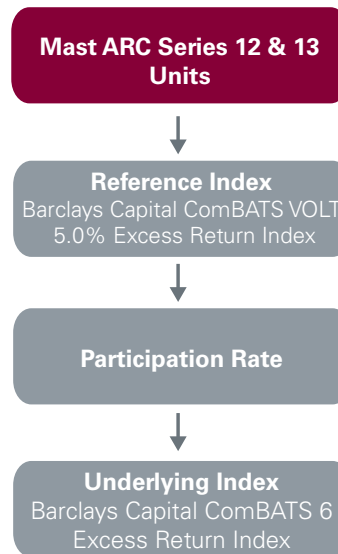 Mast ARC Series 12 & 13
Units
Reference Index
Barclays Capital ComBATS VOLT
5.0% Excess Return Index
Participation Rate
Underlying Index
Barclays Capital ComBATS 6
Excess Return Index